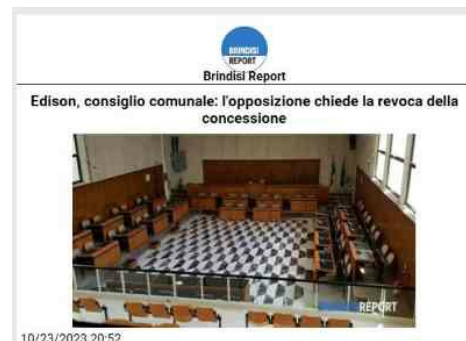 BRINDISI
REPORT
Brindisi Report
Edison, consiglio comunale: l'opposizione chiede la revoca della
concessione
BRINDISI REPORT
10/23/2023 20:52